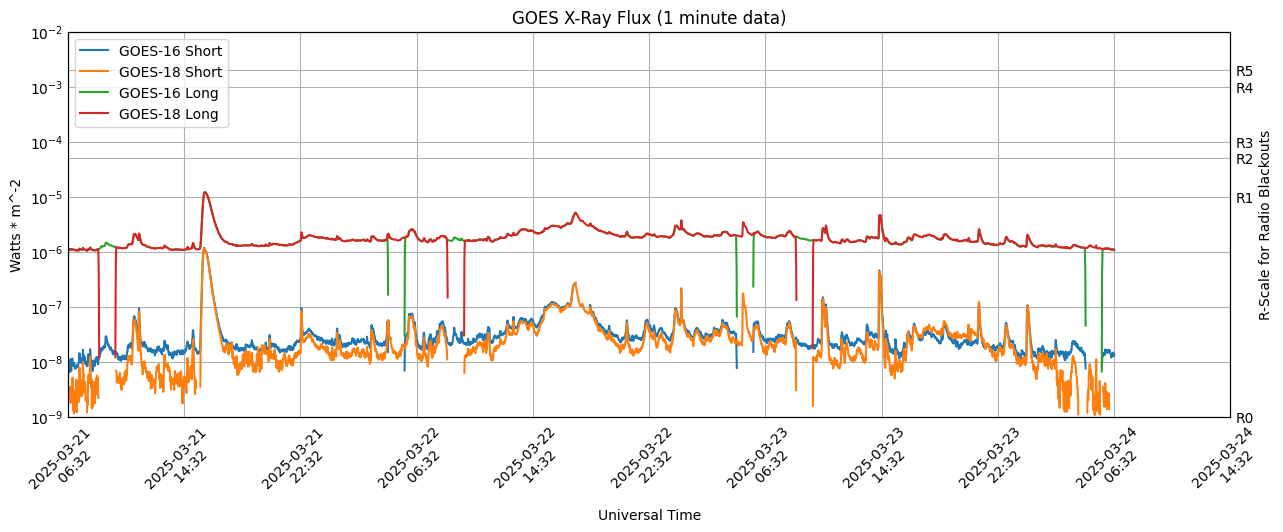 GOES X-Ray Flux (1 minute data)
GOES-16 Short
GOES-18 Short
GOES-16 Long
GOES-18 Long
10^-2
10^-3
10^-4
10^-5
10^-6
10^-7
10^-8
10^-9
Watts * m^-2
R5
R4
R3
R2
R1
R0
R-Scale for Radio Blackouts
2025-03-21
06:32
2025-03-21
14:32
2025-03-21
22:32
2025-03-22
06:32
2025-03-22
14:32
2025-03-22
22:32
2025-03-23
06:32
2025-03-23
14:32
2025-03-23
22:32
2025-03-24
06:32
2025-03-24
14:32
Universal Time